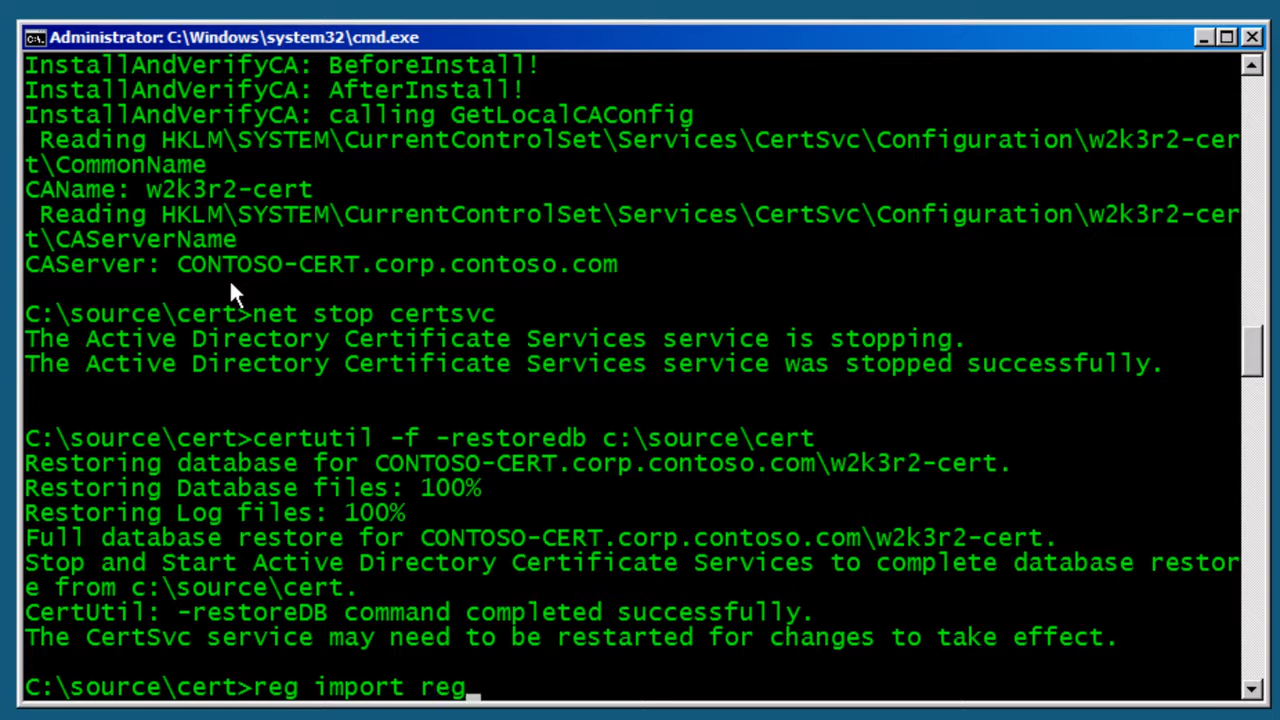 Administrator: C:\Windows\system32\cmd.exe
InstallAndVerifyCA: BeforeInstall!
InstallAndVerifyCA: AfterInstall!
InstallAndVerifyCA: calling GetLocalCAConfig
 Reading HKLM\SYSTEM\CurrentControlSet\Services\CertSvc\Configuration\w2k3r2-cer
t\CommonName
CAName: w2k3r2-cert
 Reading HKLM\SYSTEM\CurrentControlSet\Services\CertSvc\Configuration\w2k3r2-cer
t\CAServerName
CAServer: CONTOSO-CERT.corp.contoso.com
C:\source\cert>net stop certsvc
The Active Directory Certificate Services service is stopping.
The Active Directory Certificate Services service was stopped successfully.
C:\source\cert>certutil -f -restoredb c:\source\cert
Restoring database for CONTOSO-CERT.corp.contoso.com\w2k3r2-cert.
Restoring Database files: 100%
Restoring Log files: 100%
Full database restore for CONTOSO-CERT.corp.contoso.com\w2k3r2-cert.
Stop and Start Active Directory Certificate Services to complete database restor
e from c:\source\cert.
CertUtil: -restoreDB command completed successfully.
The CertSvc service may need to be restarted for changes to take effect.
C:\source\cert>reg import reg_